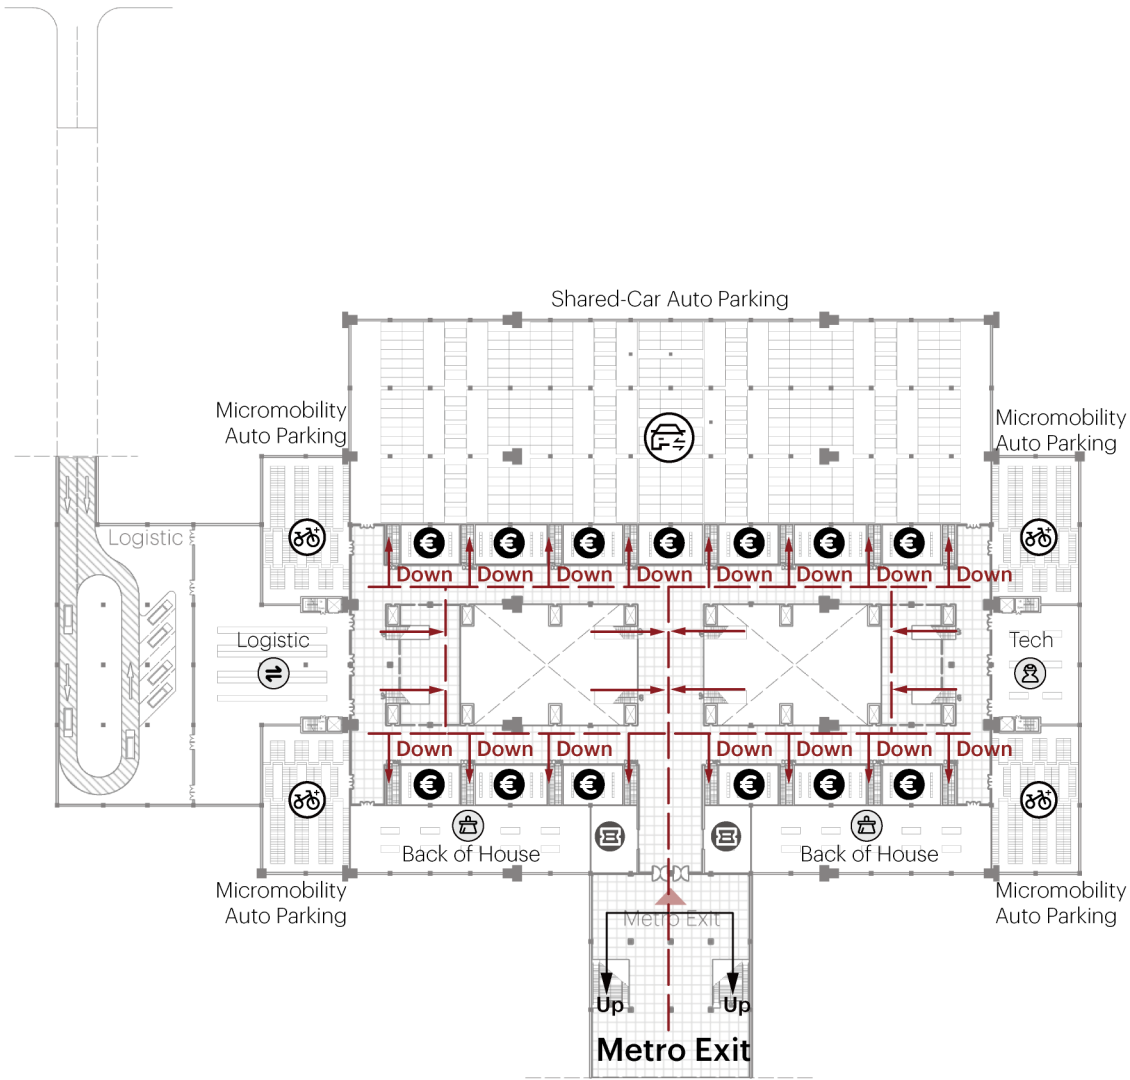 Shared-Car Auto Parking
Micromobility
Auto Parking
Micromobility
Auto Parking
Logistic
€ € € € € € €
Down Down Down Down Down Down Down Down
Logistic
Tech
Down Down Down Down Down Down
€ € € € € €
Back of House
Back of House
Micromobility
Auto Parking
Micromobility
Auto Parking
Metro Exit
Up Up
Metro Exit